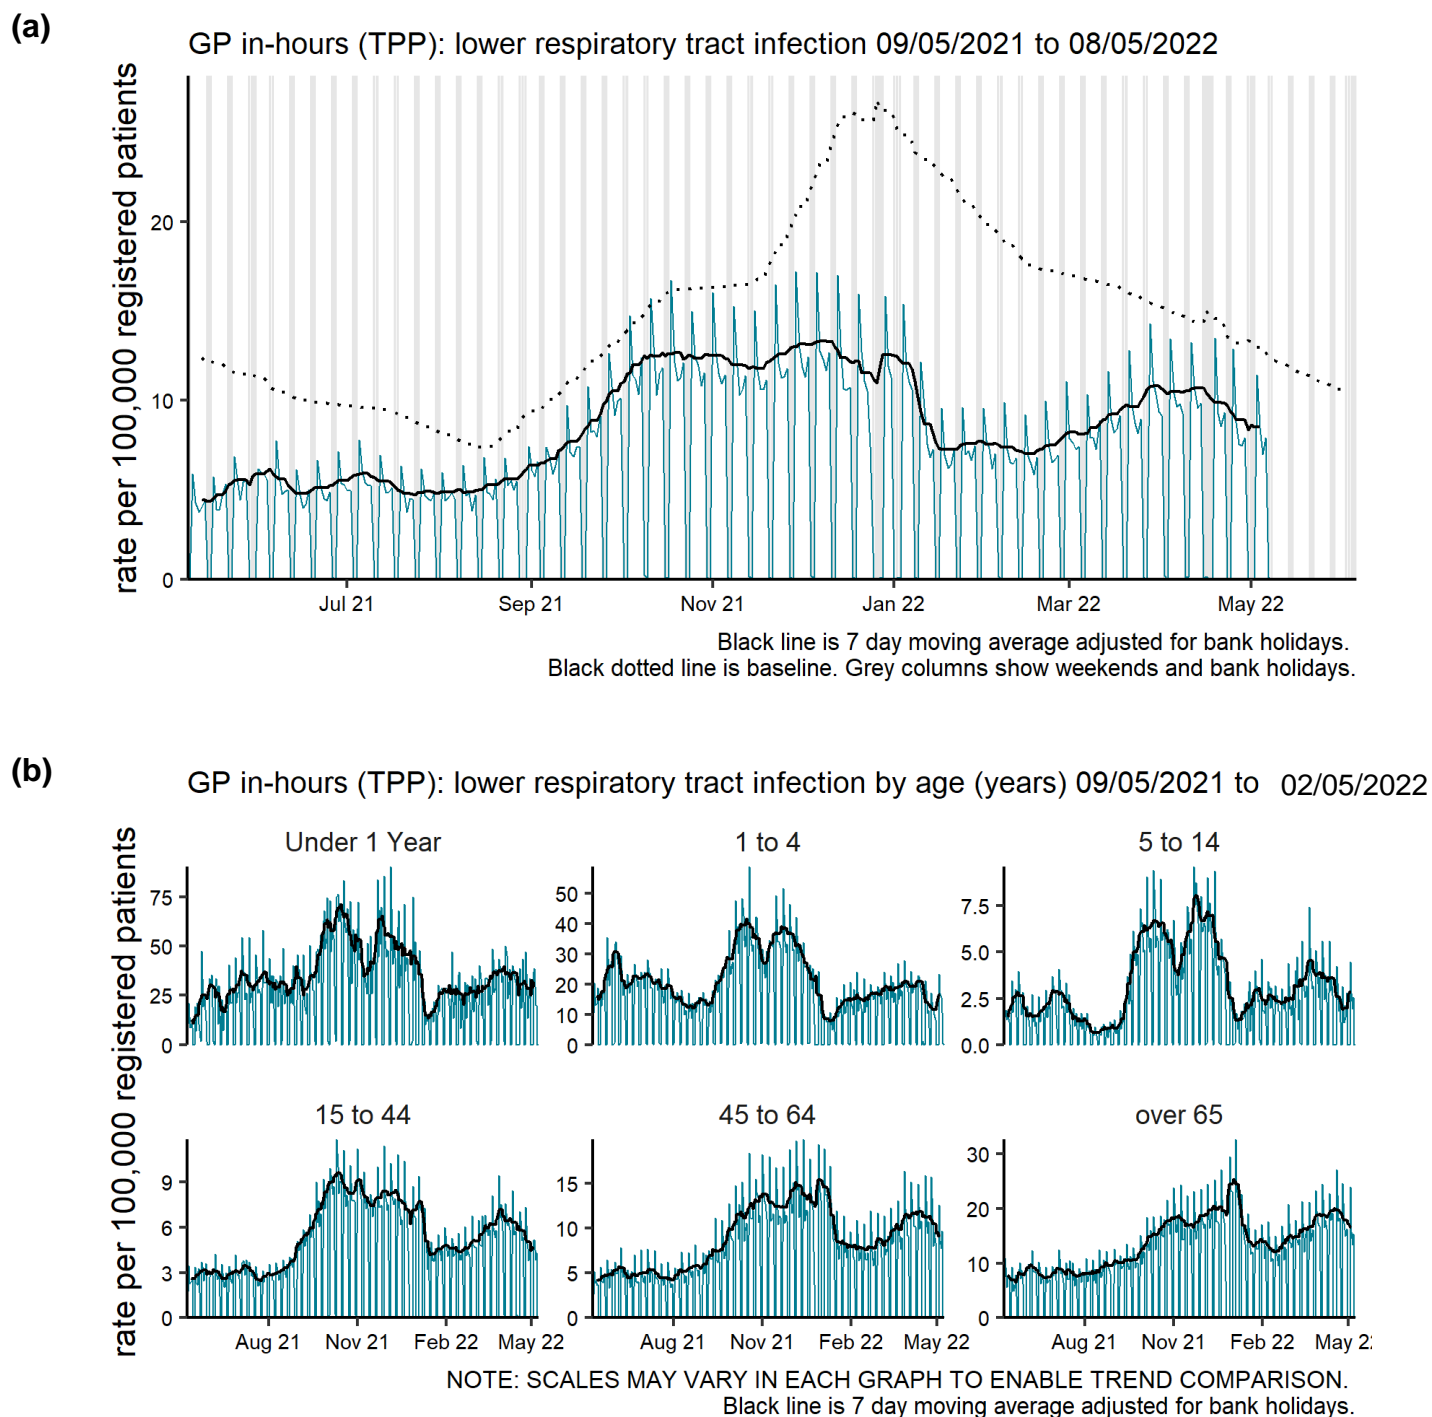 (a)
GP in-hours (TPP): lower respiratory tract infection 09/05/2021 to 08/05/2022
rate per 100,000 registered patients
20
10
0
Jul 21 Sep 21 Nov 21 Jan 22 Mar 22 May 22
Black line is 7 day moving average adjusted for bank holidays.
Black dotted line is baseline. Grey columns show weekends and bank holidays.
(b)
GP in-hours (TPP): lower respiratory tract infection by age (years) 09/05/2021 to 02/05/2022
rate per 100,000 registered patients
Under 1 Year 1 to 4 5 to 14
75
50
25
0
50
40
30
20
10
0
7.5
5.0
2.5
0.0
15 to 44 45 to 64 over 65
9
6
3
0
15
10
5
0
30
20
10
0
Aug 21 Nov 21 Feb 22 May 22 Aug 21 Nov 21 Feb 22 May 22 Aug 21 Nov 21 Feb 22 May 2
NOTE: SCALES MAY VARY IN EACH GRAPH TO ENABLE TREND COMPARISON.
Black line is 7 day moving average adjusted for bank holidays.